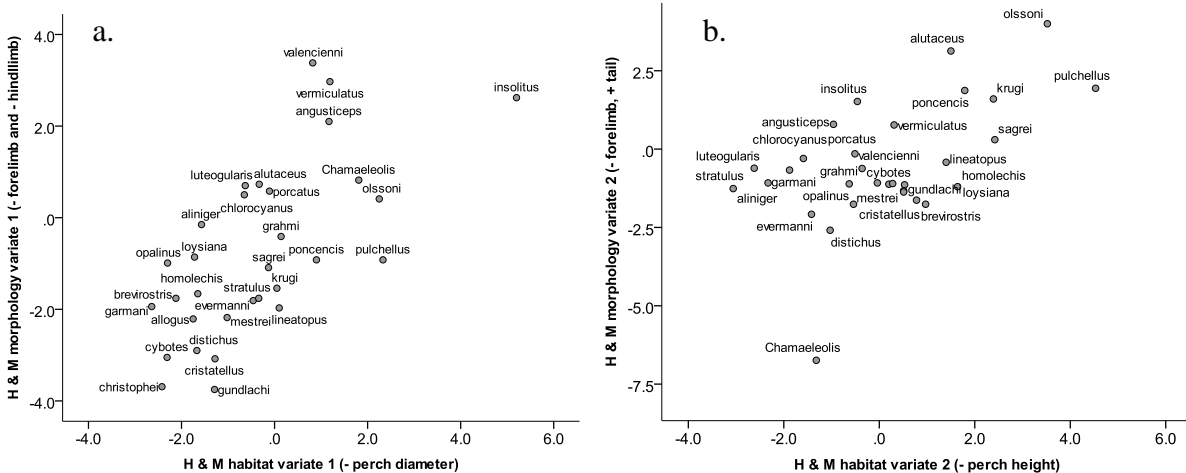 a.
H & M morphology variate 1 (- forelimb and - hindllimb)
4.0
2.0
.0
-2.0
-4.0
valencienni
vermiculatus
angusticeps
insolitus
luteogularis
alutaceus
Chamaeleolis
porcatus
olssoni
chlorocyanus
aliniger
grahmi
opalinus
loysiana
sagrei
poncencis
pulchellus
homolechis
krugi
brevirostris
stratulus
garmani
evermanni
allogus
mestrei
lineatopus
cybotes
distichus
cristatellus
christophei
gundlachi
-4.0
-2.0
.0
2.0
4.0
6.0
H & M habitat variate 1 (- perch diameter)
b.
H & M morphology variate 2 (- forelimb, + tail)
2.5
.0
-2.5
-5.0
-7.5
olssoni
alutaceus
pulchellus
insolitus
poncencis
krugi
angusticeps
vermiculatus
sagrei
chlorocyanus
porcatus
luteogularis
valencienni
lineatopus
stratulus
garmani
grahmi
cybotes
homolechis
aliniger
opalinus
mestrei
gundlachi
loysiana
evermanni
cristatellus
brevirostris
distichus
Chamaeleolis
-4.0
-2.0
.0
2.0
4.0
6.0
H & M habitat variate 2 (- perch height)